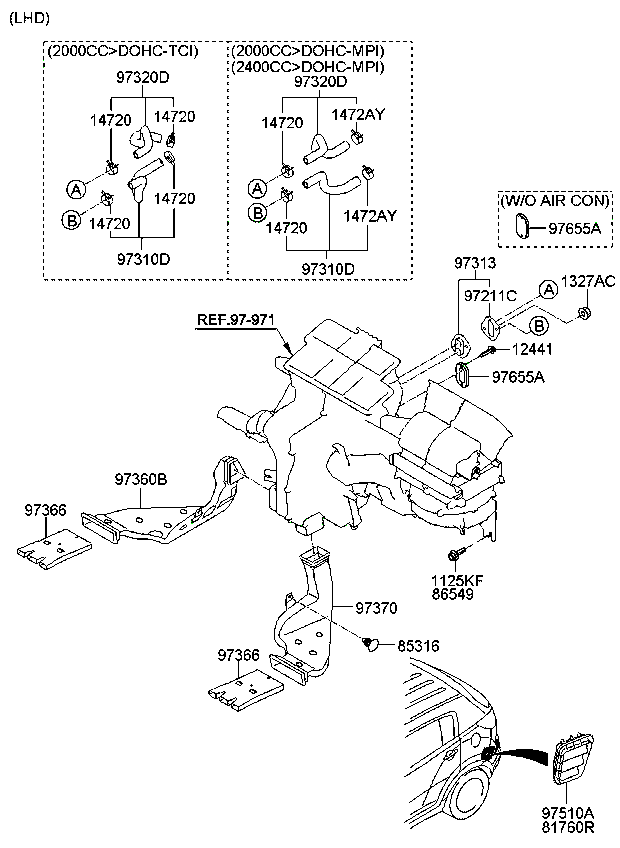 (LHD)
(2000CC>DOHC-TCI)
97320D
14720
14720
A
B
14720
14720
97310D
(2000CC>DOHC-MPI)
(2400CC>DOHC-MPI)
97320D
1472AY
14720
A
B
14720
1472AY
97310D
(W/O AIR CON)
97655A
97313
1327AC
97211C
A
B
REF.97-971
12441
97655A
97360B
97366
1125KF
86549
97370
85316
97366
97510A
81760R